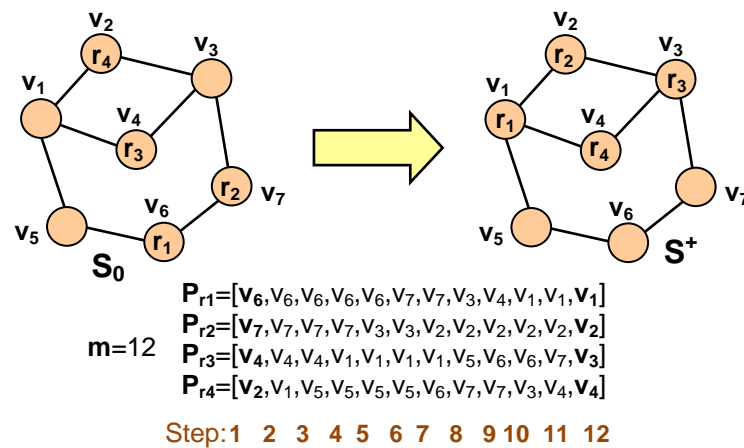 v₂ v₂
r₄ v₃ r₂ v₃
v₁ v₁ r₃
v₄ r₁ v₄
r₃ r₄
r₂ v₇ v₇
v₆ v₆
v₅ r₁ v₅
S₀ S⁺
Pᵣ₁=[v₆,v₆,v₆,v₆,v₆,v₇,v₇,v₃,v₄,v₁,v₁,v₁]
Pᵣ₂=[v₇,v₇,v₇,v₇,v₃,v₃,v₂,v₂,v₂,v₂,v₂,v₂]
m=12
Pᵣ₃=[v₄,v₄,v₄,v₁,v₁,v₁,v₁,v₅,v₆,v₆,v₇,v₃]
Pᵣ₄=[v₂,v₁,v₅,v₅,v₅,v₅,v₆,v₇,v₇,v₃,v₄,v₄]
Step:1 2 3 4 5 6 7 8 9 10 11 12